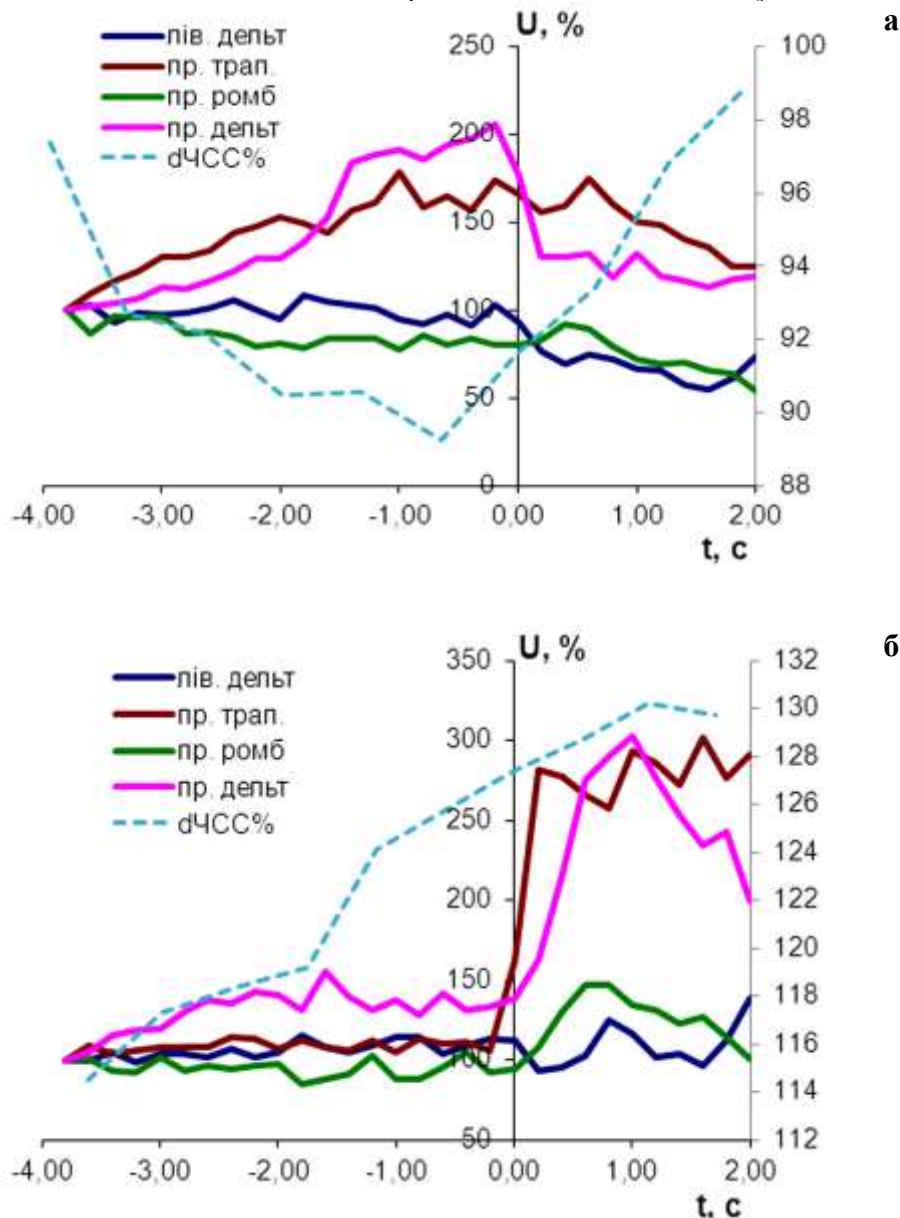 а
U, %
лів. дельт
пр. трап.
пр. ромб
пр. дельт
dЧСС%
250
200
150
100
50
0
100
98
96
94
92
90
88
-4,00 -3,00 -2,00 -1,00 0,00 1,00 2,00
t, с
б
U, %
лів. дельт
пр. трап.
пр. ромб
пр. дельт
dЧСС%
350
300
250
200
150
100
50
132
130
128
126
124
122
120
118
116
114
112
-4,00 -3,00 -2,00 -1,00 0,00 1,00 2,00
t, с